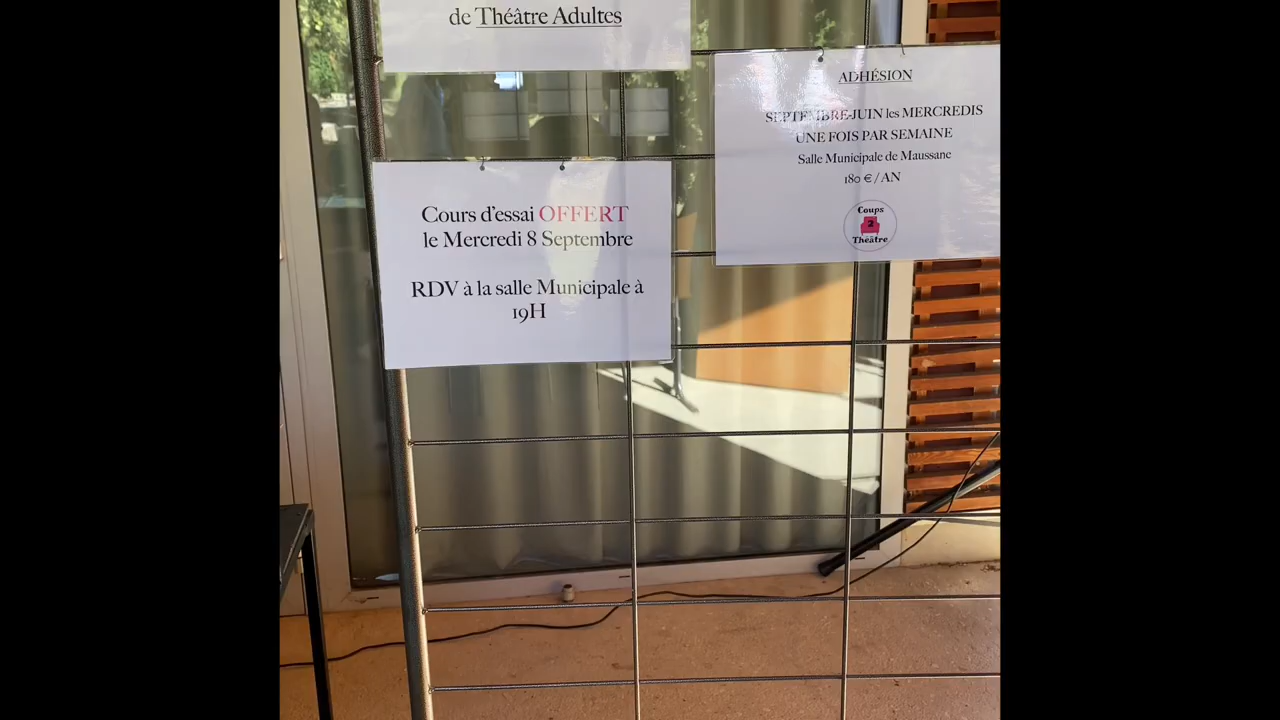 de Théâtre Adultes
ADHÉSION
SEPTEMBRE-JUIN les MERCREDIS
UNE FOIS PAR SEMAINE
Salle Municipale de Maussane
180 € / AN
Coups
2
Théâtre
Cours d'essai OFFERT
le Mercredi 8 Septembre
RDV à la salle Municipale à
19H